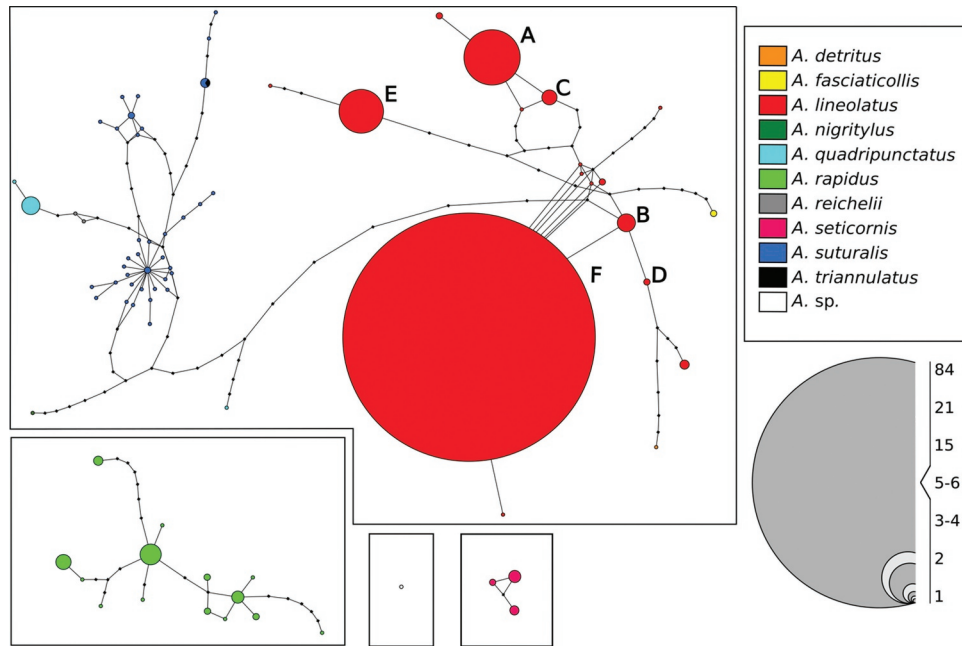 A
C
E
B
F
D
A. detritus
A. fasciaticollis
A. lineolatus
A. nigritylus
A. quadripunctatus
A. rapidus
A. reichelii
A. seticornis
A. suturalis
A. triannulatus
A. sp.
84
21
15
5-6
3-4
2
1